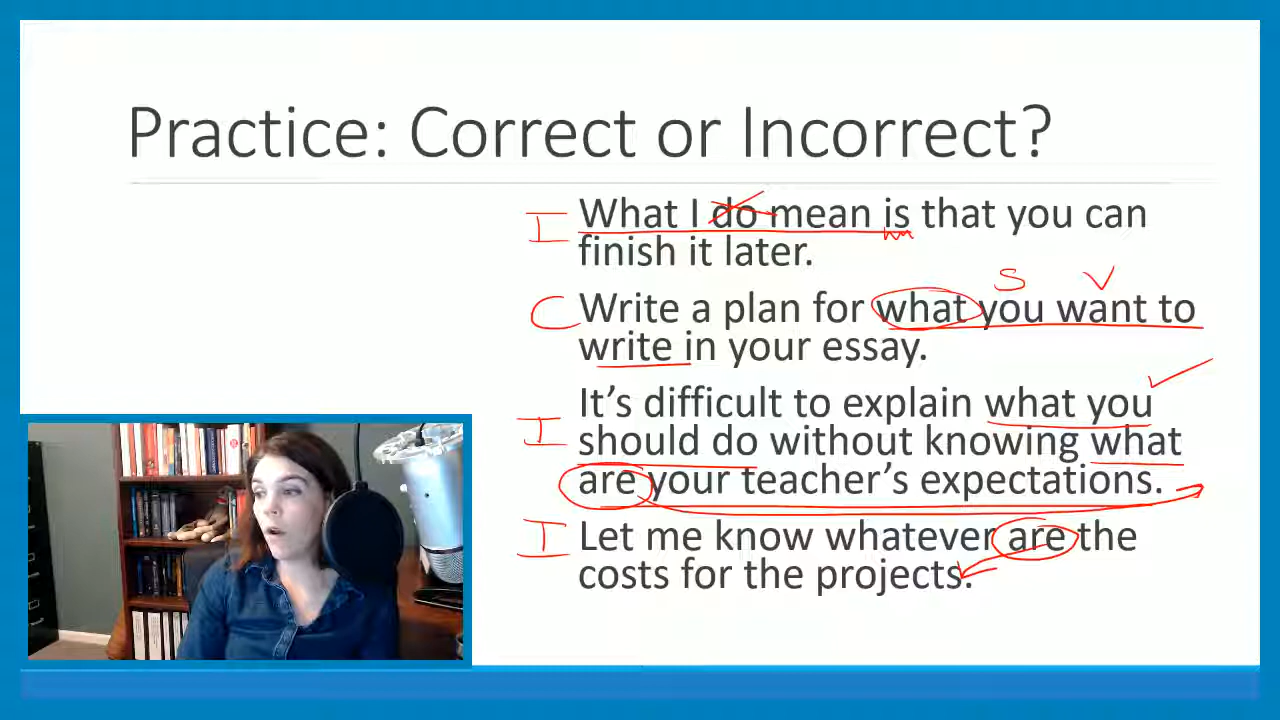 Practice: Correct or Incorrect?
I What I do mean is that you can
finish it later.
S V
C Write a plan for what you want to
write in your essay.
It's difficult to explain what you
I should do without knowing what
are your teacher's expectations.
I Let me know whatever are the
costs for the projects.